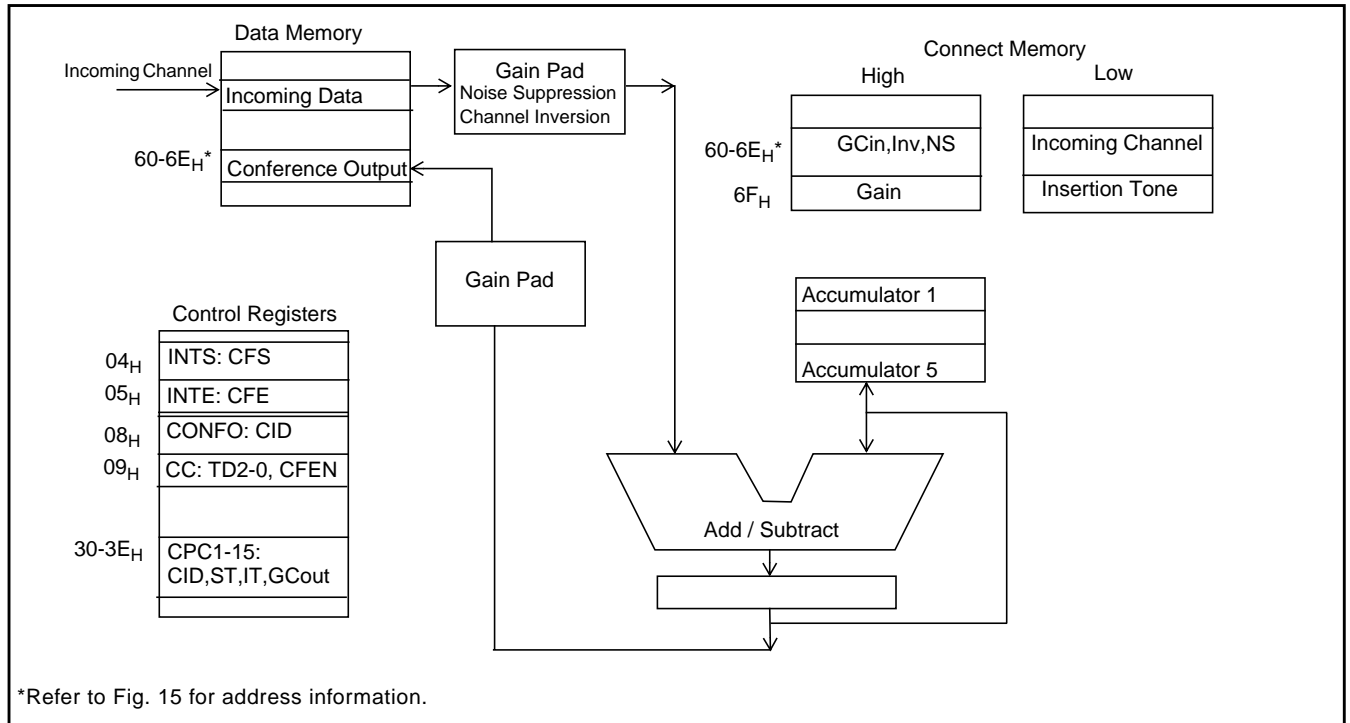 Data Memory
Incoming Channel
Incoming Data
60-6EH*
Conference Output
Gain Pad
Noise Suppression
Channel Inversion
Connect Memory
High
Low
60-6EH*
GCin,Inv,NS
Incoming Channel
6FH
Gain
Insertion Tone
Gain Pad
Accumulator 1
Accumulator 5
Control Registers
04H
INTS: CFS
05H
INTE: CFE
08H
CONFO: CID
09H
CC: TD2-0, CFEN
30-3EH
CPC1-15:
CID,ST,IT,GCout
Add / Subtract
*Refer to Fig. 15 for address information.